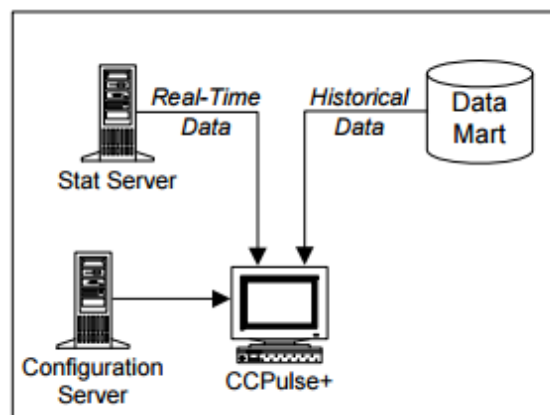 Real-Time
Data
Historical
Data
Data
Mart
Stat Server
Configuration
Server
CCPulse+